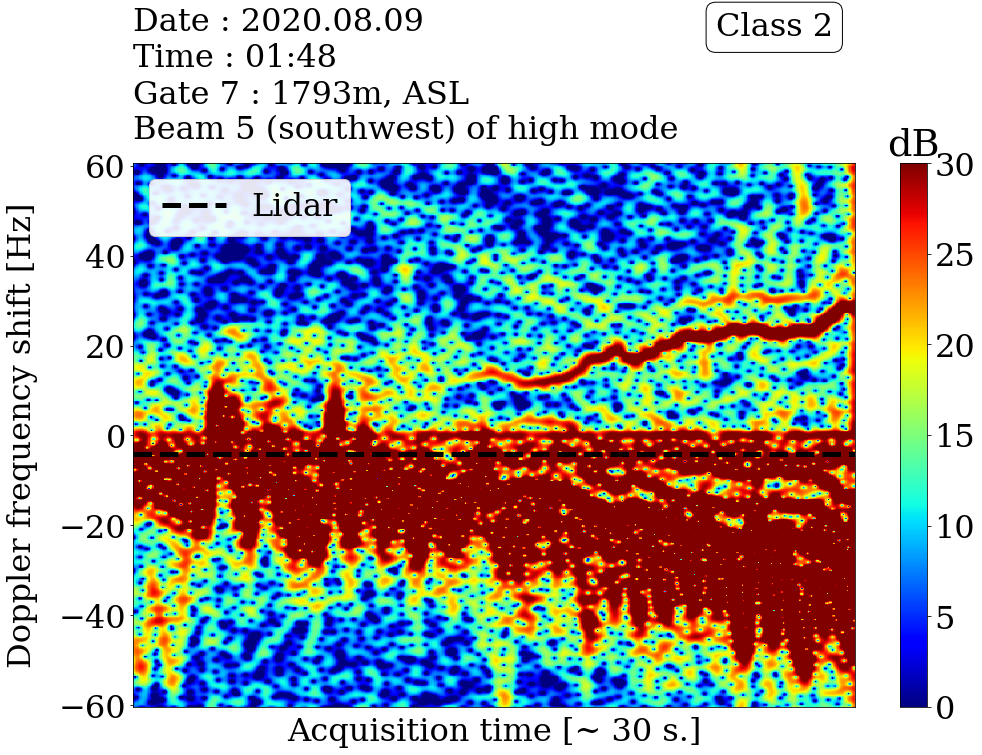 Date : 2020.08.09
Time : 01:48
Gate 7 : 1793m, ASL
Beam 5 (southwest) of high mode
Class 2
dB
Lidar
Doppler frequency shift [Hz]
60
40
20
0
−20
−40
−60
30
25
20
15
10
5
0
Acquisition time [~ 30 s.]